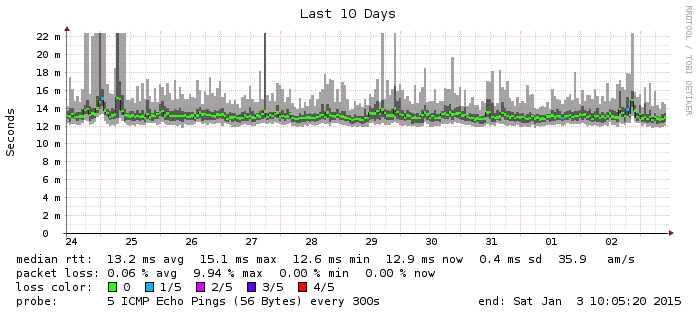 Last 10 Days
RRDTOOL / TOBI OETIKER
Seconds
22 m
20 m
18 m
16 m
14 m
12 m
10 m
8 m
6 m
4 m
2 m
0
24 25 26 27 28 29 30 31 01 02
median rtt: 13.2 ms avg 15.1 ms max 12.6 ms min 12.9 ms now 0.4 ms sd 35.9 am/s
packet loss: 0.06 % avg 9.94 % max 0.00 % min 0.00 % now
loss color: 0 1/5 2/5 3/5 4/5
probe: 5 ICMP Echo Pings (56 Bytes) every 300s end: Sat Jan 3 10:05:20 2015